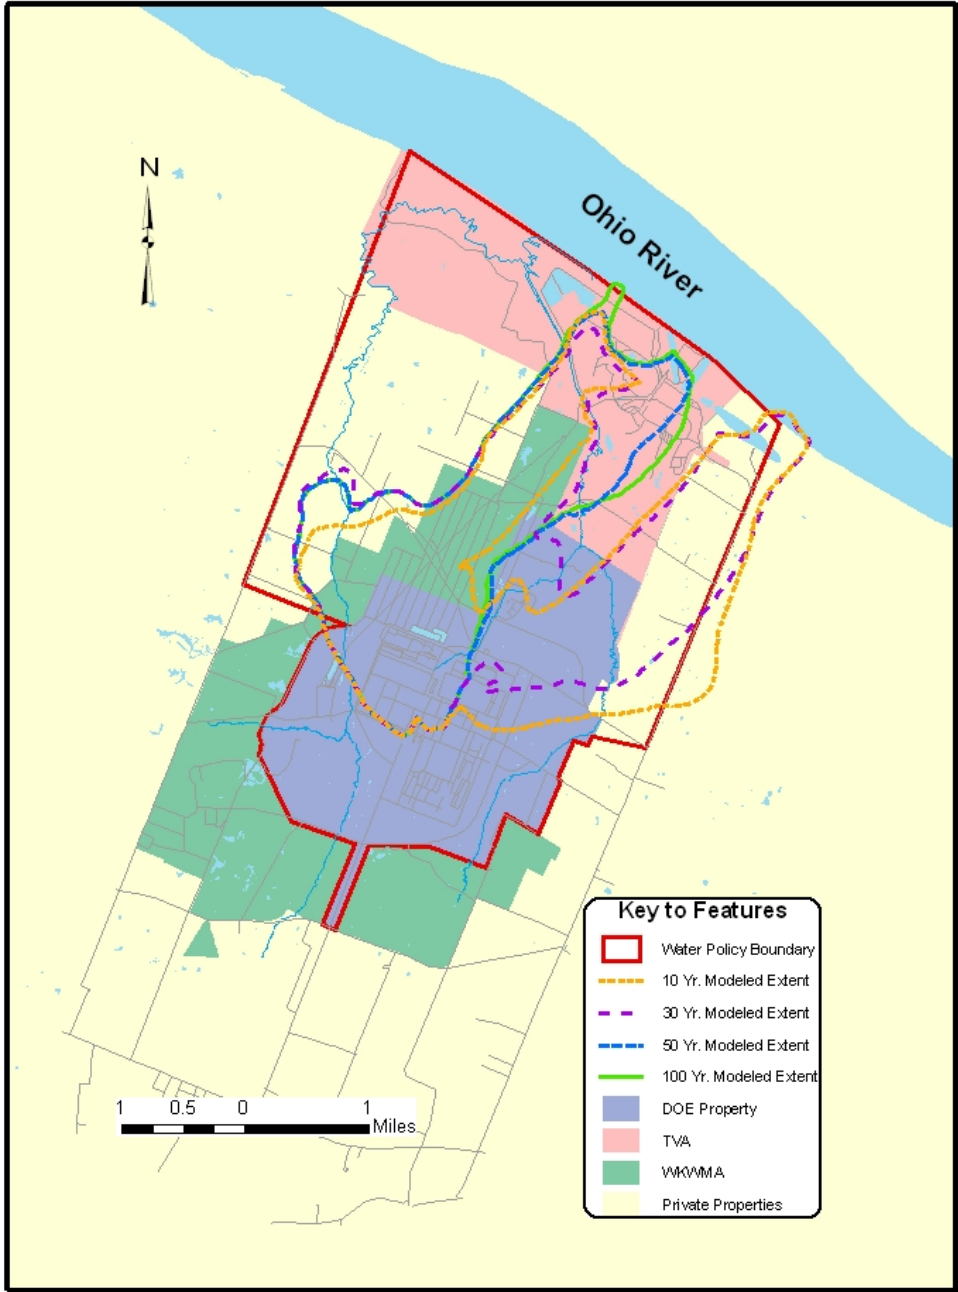 N
Ohio River
Key to Features
Water Policy Boundary
10 Yr. Modeled Extent
30 Yr. Modeled Extent
50 Yr. Modeled Extent
100 Yr. Modeled Extent
DOE Property
TVA
WKWMA
Private Properties
1 0.5 0 1
Miles